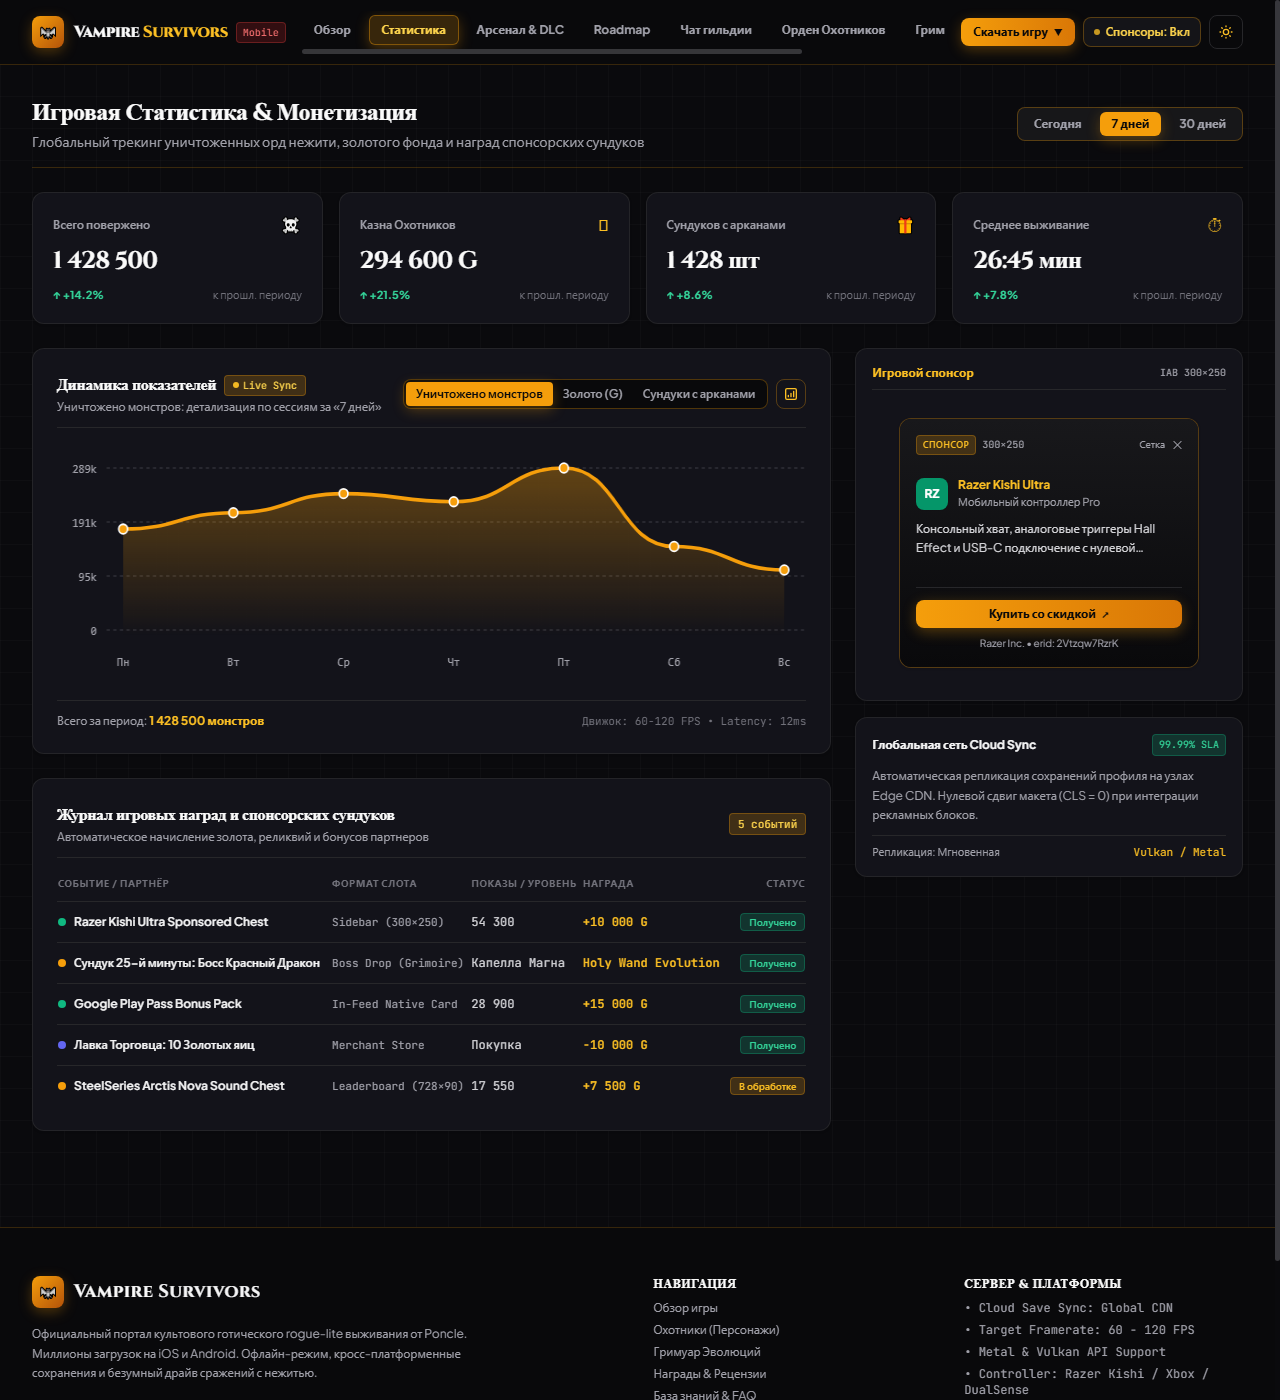 VAMPIRE SURVIVORS Mobile Обзор Статистика Арсенал & DLC Roadmap Чат гильдии Орден Охотников Грим Скачать игру ▼ Спонсоры: Вкл
Игровая Статистика & Монетизация
Глобальный трекинг уничтоженных орд нежити, золотого фонда и наград спонсорских сундуков
Сегодня 7 дней 30 дней
Всего повержено
1 428 500
↑ +14.2% к прошл. периоду
Казна Охотников
294 600 G
↑ +21.5% к прошл. периоду
Сундуков с арканами
1 428 шт
↑ +8.6% к прошл. периоду
Среднее выживание
26:45 мин
↑ +7.8% к прошл. периоду
Динамика показателей Live Sync
Уничтожено монстров: детализация по сессиям за «7 дней»
Уничтожено монстров Золото (G) Сундуки с арканами
289k
191k
95k
0
Пн Вт Ср Чт Пт Сб Вс
Всего за период: 1 428 500 монстров
Движок: 60-120 FPS • Latency: 12ms
Игровой спонсор IAB 300×250
СПОНСОР 300×250 Сетка ×
RZ
Razer Kishi Ultra
Мобильный контроллер Pro
Консольный хват, аналоговые триггеры Hall
Effect и USB-C подключение с нулевой…
Купить со скидкой ↗
Razer Inc. • erid: 2Vtzqw7RzrK
Глобальная сеть Cloud Sync 99.99% SLA
Автоматическая репликация сохранений профиля на узлах
Edge CDN. Нулевой сдвиг макета (CLS = 0) при интеграции
рекламных блоков.
Репликация: Мгновенная Vulkan / Metal
Журнал игровых наград и спонсорских сундуков
Автоматическое начисление золота, реликвий и бонусов партнеров
5 событий
СОБЫТИЕ / ПАРТНЁР ФОРМАТ СЛОТА ПОКАЗЫ / УРОВЕНЬ НАГРАДА СТАТУС
Razer Kishi Ultra Sponsored Chest Sidebar (300×250) 54 300 +10 000 G Получено
Сундук 25-й минуты: Босс Красный Дракон Boss Drop (Grimoire) Капелла Магна Holy Wand Evolution Получено
Google Play Pass Bonus Pack In-Feed Native Card 28 900 +15 000 G Получено
Лавка Торговца: 10 Золотых яиц Merchant Store Покупка -10 000 G Получено
SteelSeries Arctis Nova Sound Chest Leaderboard (728×90) 17 550 +7 500 G В обработке
VAMPIRE SURVIVORS
Официальный портал культового готического rogue-lite выживания от Poncle.
Миллионы загрузок на iOS и Android. Офлайн-режим, кросс-платформенные
сохранения и безумный драйв сражений с нежитью.
НАВИГАЦИЯ
Обзор игры
Охотники (Персонажи)
Гримуар Эволюций
Награды & Рецензии
База знаний & FAQ
СЕРВЕР & ПЛАТФОРМЫ
• Cloud Save Sync: Global CDN
• Target Framerate: 60 - 120 FPS
• Metal & Vulkan API Support
• Controller: Razer Kishi / Xbox /
DualSense